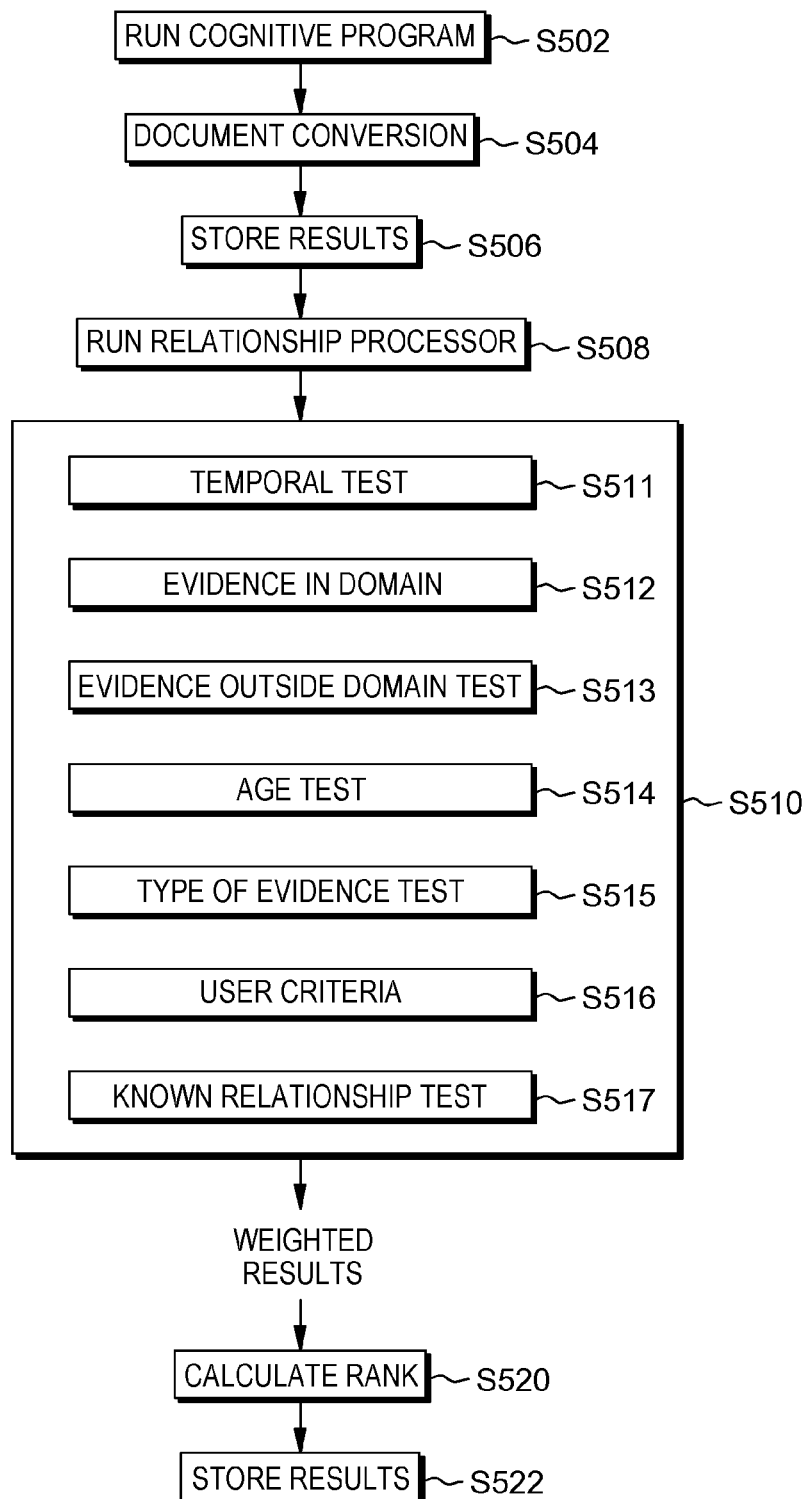 RUN COGNITIVE PROGRAM S502
DOCUMENT CONVERSION S504
STORE RESULTS S506
RUN RELATIONSHIP PROCESSOR S508
TEMPORAL TEST S511
EVIDENCE IN DOMAIN S512
EVIDENCE OUTSIDE DOMAIN TEST S513
AGE TEST S514
S510
TYPE OF EVIDENCE TEST S515
USER CRITERIA S516
KNOWN RELATIONSHIP TEST S517
WEIGHTED
RESULTS
CALCULATE RANK S520
STORE RESULTS S522